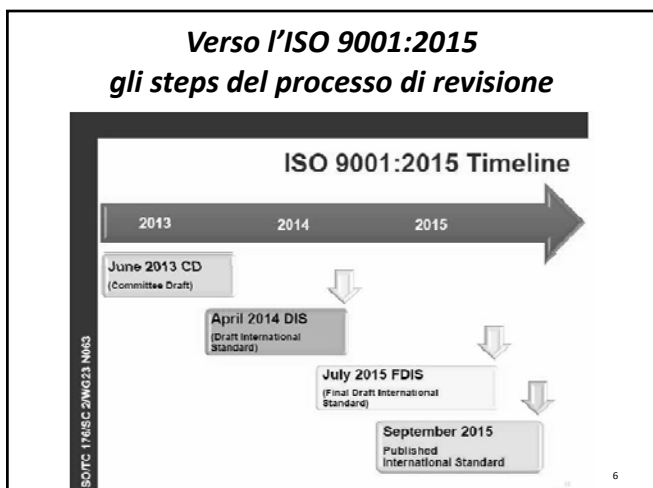 Verso l'ISO 9001:2015
gli steps del processo di revisione
ISO 9001:2015 Timeline
2013 2014 2015
June 2013 CD
(Committee Draft)
April 2014 DIS
(Draft International
Standard)
July 2015 FDIS
(Final Draft International
Standard)
September 2015
Published
International Standard
SO/TC 176/SC 2/WG23 N063
6